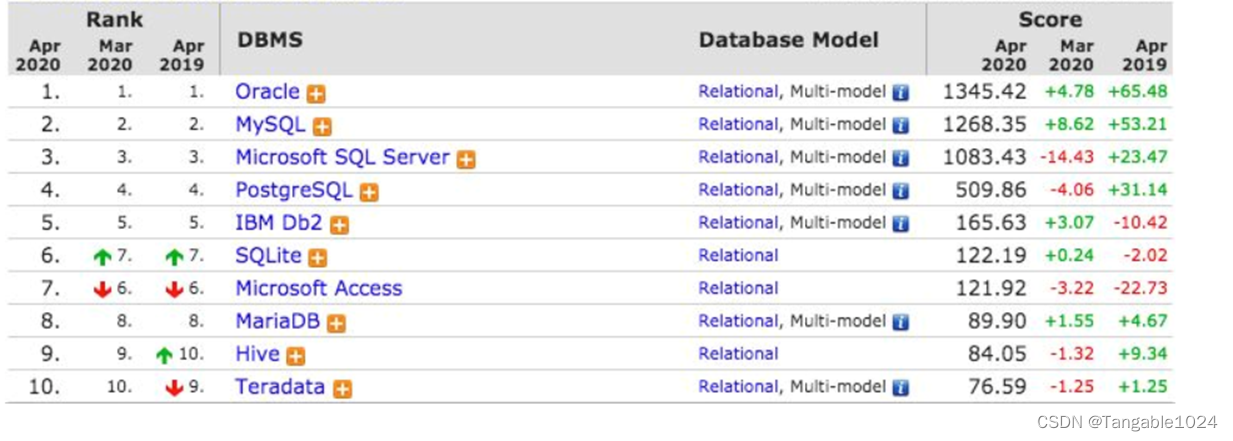 Rank Score
Apr 2020 Mar 2020 Apr 2019 DBMS Database Model Apr 2020 Mar 2020 Apr 2019
1. 1. 1. Oracle Relational, Multi-model 1345.42 +4.78 +65.48
2. 2. 2. MySQL Relational, Multi-model 1268.35 +8.62 +53.21
3. 3. 3. Microsoft SQL Server Relational, Multi-model 1083.43 -14.43 +23.47
4. 4. 4. PostgreSQL Relational, Multi-model 509.86 -4.06 +31.14
5. 5. 5. IBM Db2 Relational, Multi-model 165.63 +3.07 -10.42
6. 7. 7. SQLite Relational 122.19 +0.24 -2.02
7. 6. 6. Microsoft Access Relational 121.92 -3.22 -22.73
8. 8. 8. MariaDB Relational, Multi-model 89.90 +1.55 +4.67
9. 9. 10. Hive Relational 84.05 -1.32 +9.34
10. 10. 9. Teradata Relational, Multi-model 76.59 -1.25 +1.25
CSDN @Tangable1024